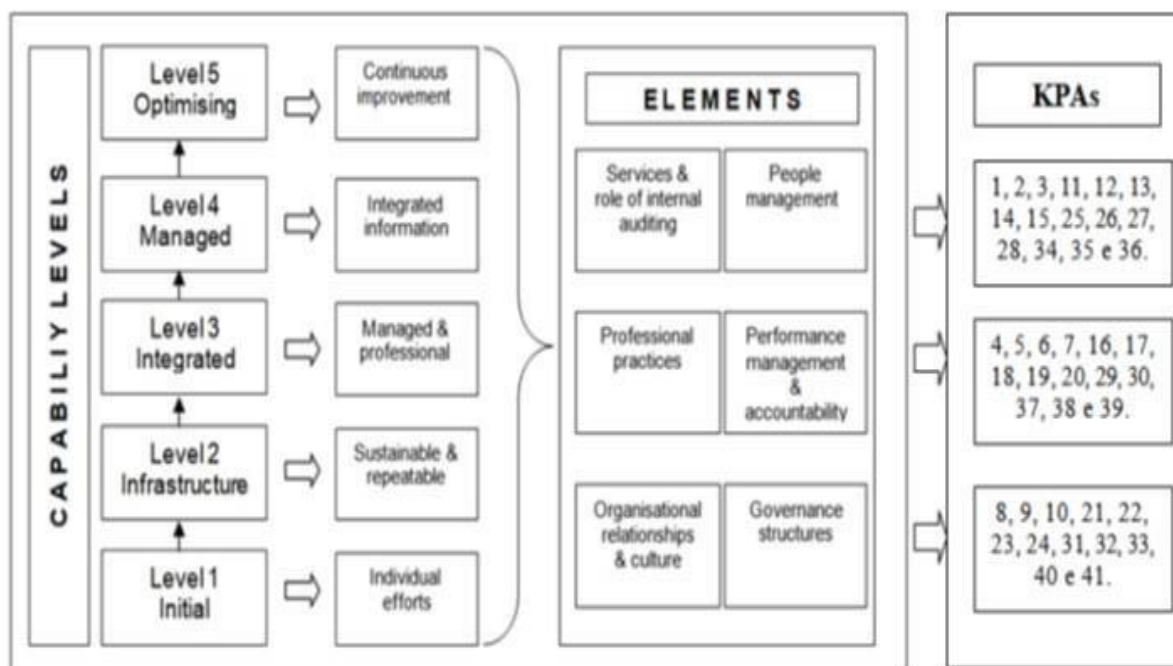 CAPABILIY LEVELS
Level 5
Optimising
Level 4
Managed
Level 3
Integrated
Level 2
Infrastructure
Level 1
Initial
Continuous
improvement
Integrated
information
Managed &
professional
Sustainable &
repeatable
Individual
efforts
ELEMENTS
Services &
role of internal
auditing
People
management
Professional
practices
Performance
management
&
accountability
Organisational
relationships
& culture
Governance
structures
KPAs
1, 2, 3, 11, 12, 13,
14, 15, 25, 26, 27,
28, 34, 35 e 36.
4, 5, 6, 7, 16, 17,
18, 19, 20, 29, 30,
37, 38 e 39.
8, 9, 10, 21, 22,
23, 24, 31, 32, 33,
40 e 41.